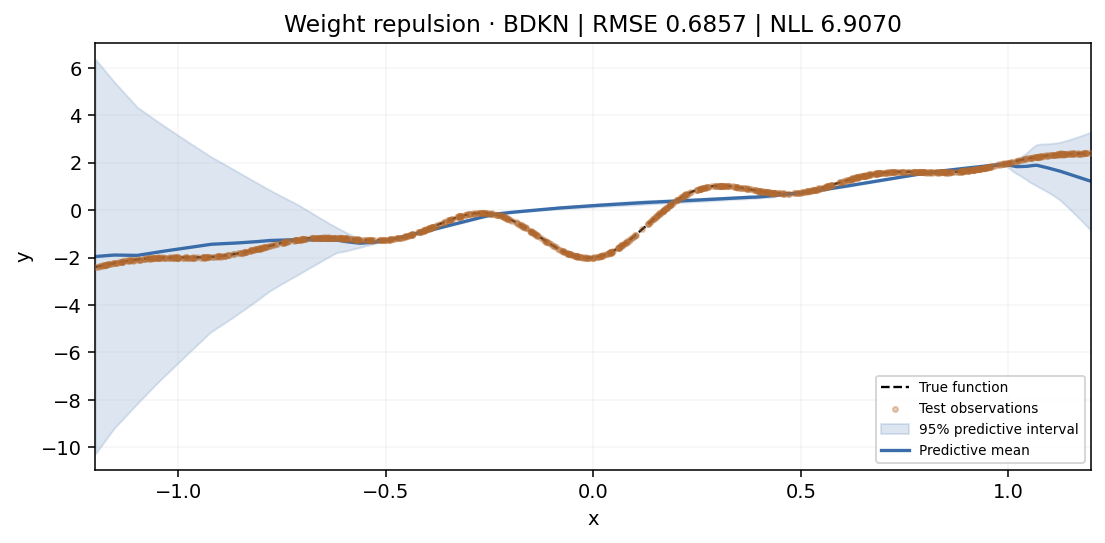 Weight repulsion · BDKN | RMSE 0.6857 | NLL 6.9070
6
4
2
0
−2
−4
−6
−8
−10
y
−1.0
−0.5
0.0
0.5
1.0
x
True function
Test observations
95% predictive interval
Predictive mean